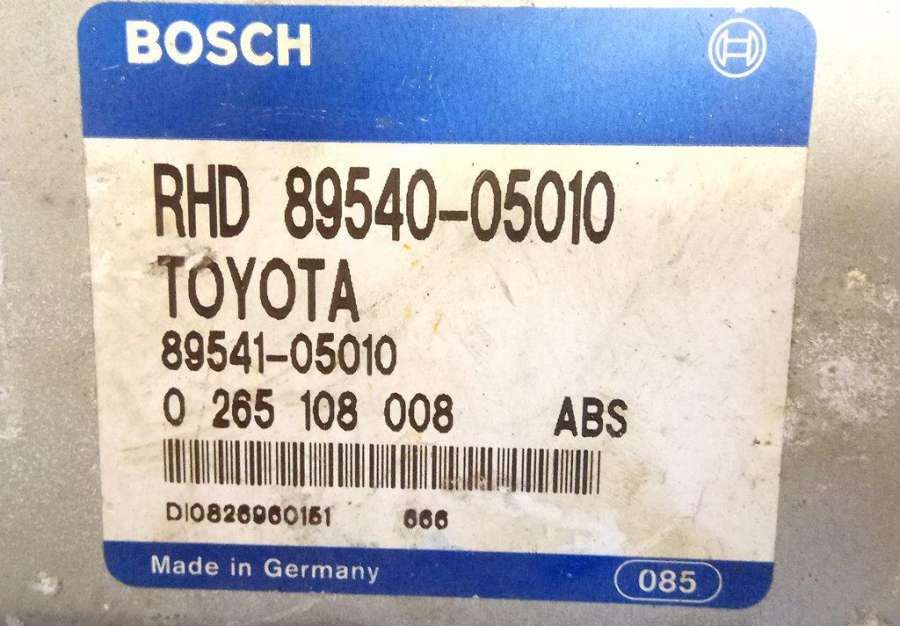 BOSCH
RHD 89540-05010
TOYOTA
89541-05010
0 265 108 008 ABS
DI0826960151 666
Made in Germany 085